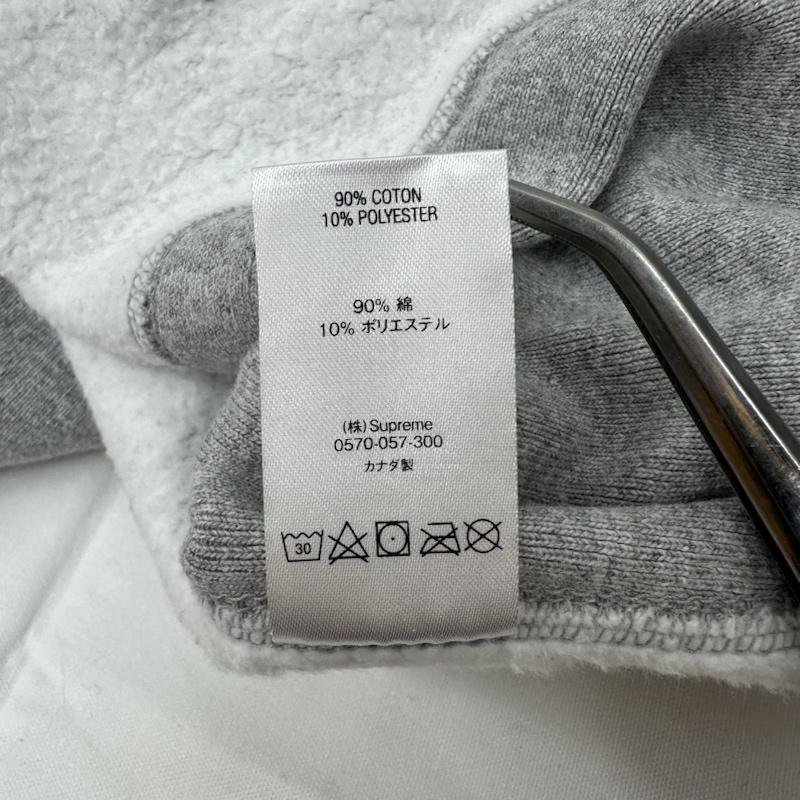 90% COTON
10% POLYESTER
90% 綿
10% ポリエステル
(株)Supreme
0570-057-300
カナダ製
30